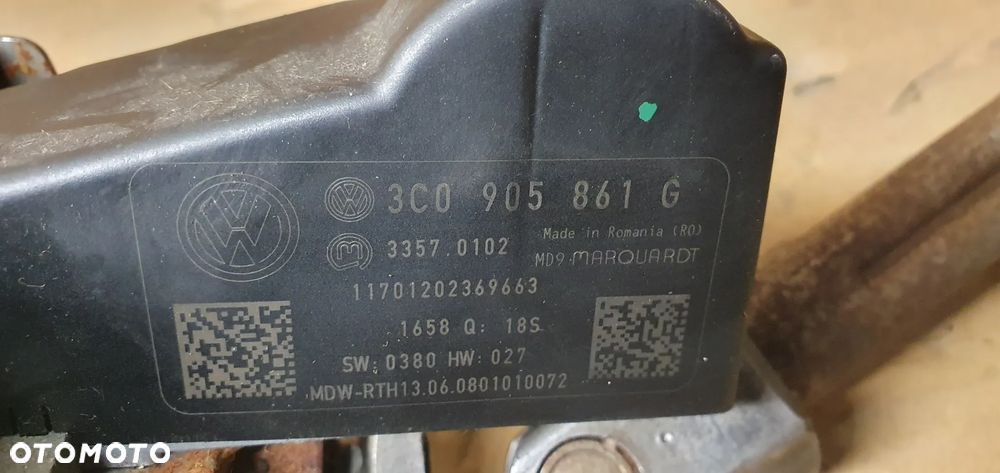 3C0 905 861 G
Made in Romania (RO)
3357.0102
MD9 MARQUARDT
11701202369663
1658 Q: 18S
SW: 0380 HW: 027
MDW-RTH13.06.0801010072
OTOMOTO
OTOMOTO